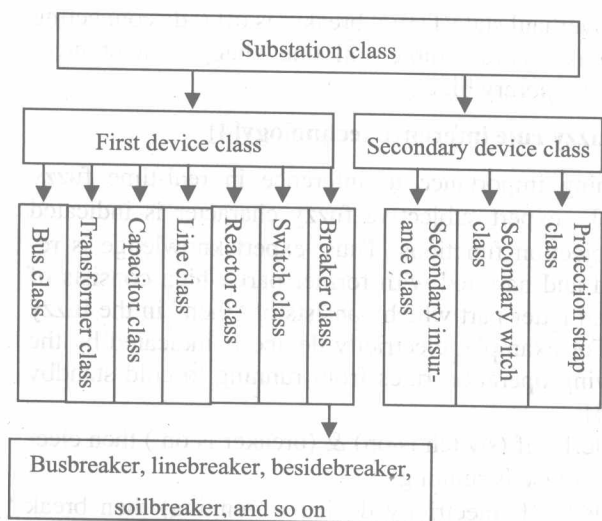 Substation class
First device class
Secondary device class
Bus class
Transformer class
Capacitor class
Line class
Reactor class
Switch class
Breaker class
Secondary insur-
ance class
Secondary witch
class
Protection strap
class
Busbreaker, linebreaker, besidebreaker,
soilbreaker, and so on